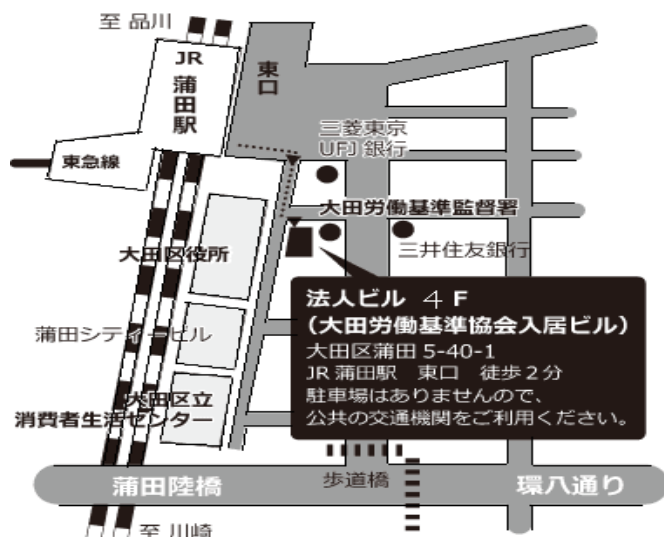 至 品川
JR
蒲田駅
東口
東急線
三菱東京
UFJ 銀行
大田労働基準監督署
大田区役所
三井住友銀行
法人ビル ４Ｆ
（大田労働基準協会入居ビル）
大田区蒲田 5-40-1
JR 蒲田駅　東口　徒歩２分
駐車場はありませんので、
公共の交通機関をご利用ください。
蒲田シティービル
大田区立
消費者生活センター
歩道橋
蒲田陸橋
環八通り
至 川崎